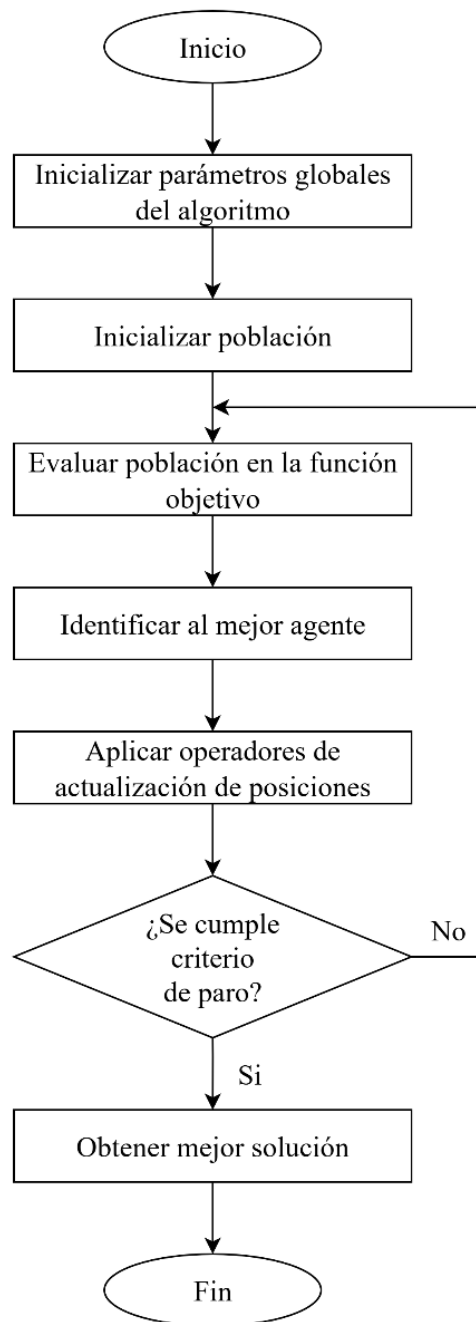 Inicio
Inicializar parámetros globales
del algoritmo
Inicializar población
Evaluar población en la función
objetivo
Identificar al mejor agente
Aplicar operadores de
actualización de posiciones
¿Se cumple
criterio
de paro?
No
Si
Obtener mejor solución
Fin